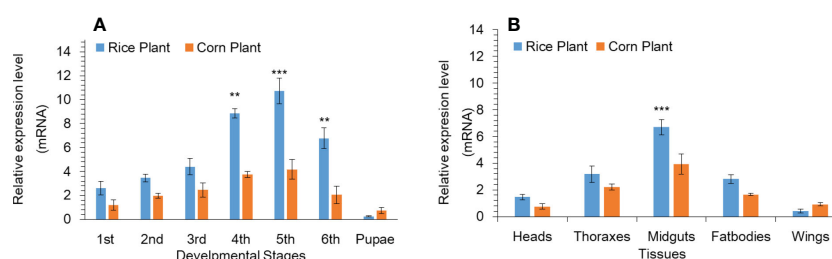 A
Rice Plant Corn Plant
Relative expression level
(mRNA)
14
12
10
8
6
4
2
0
** *** **
1st 2nd 3rd 4th 5th 6th Pupae
Developmental Stages
B
Rice Plant Corn Plant
Relative expresion level
(mRNA)
14
12
10
8
6
4
2
0
***
Heads Thoraxes Midguts Fatbodies Wings
Tissues